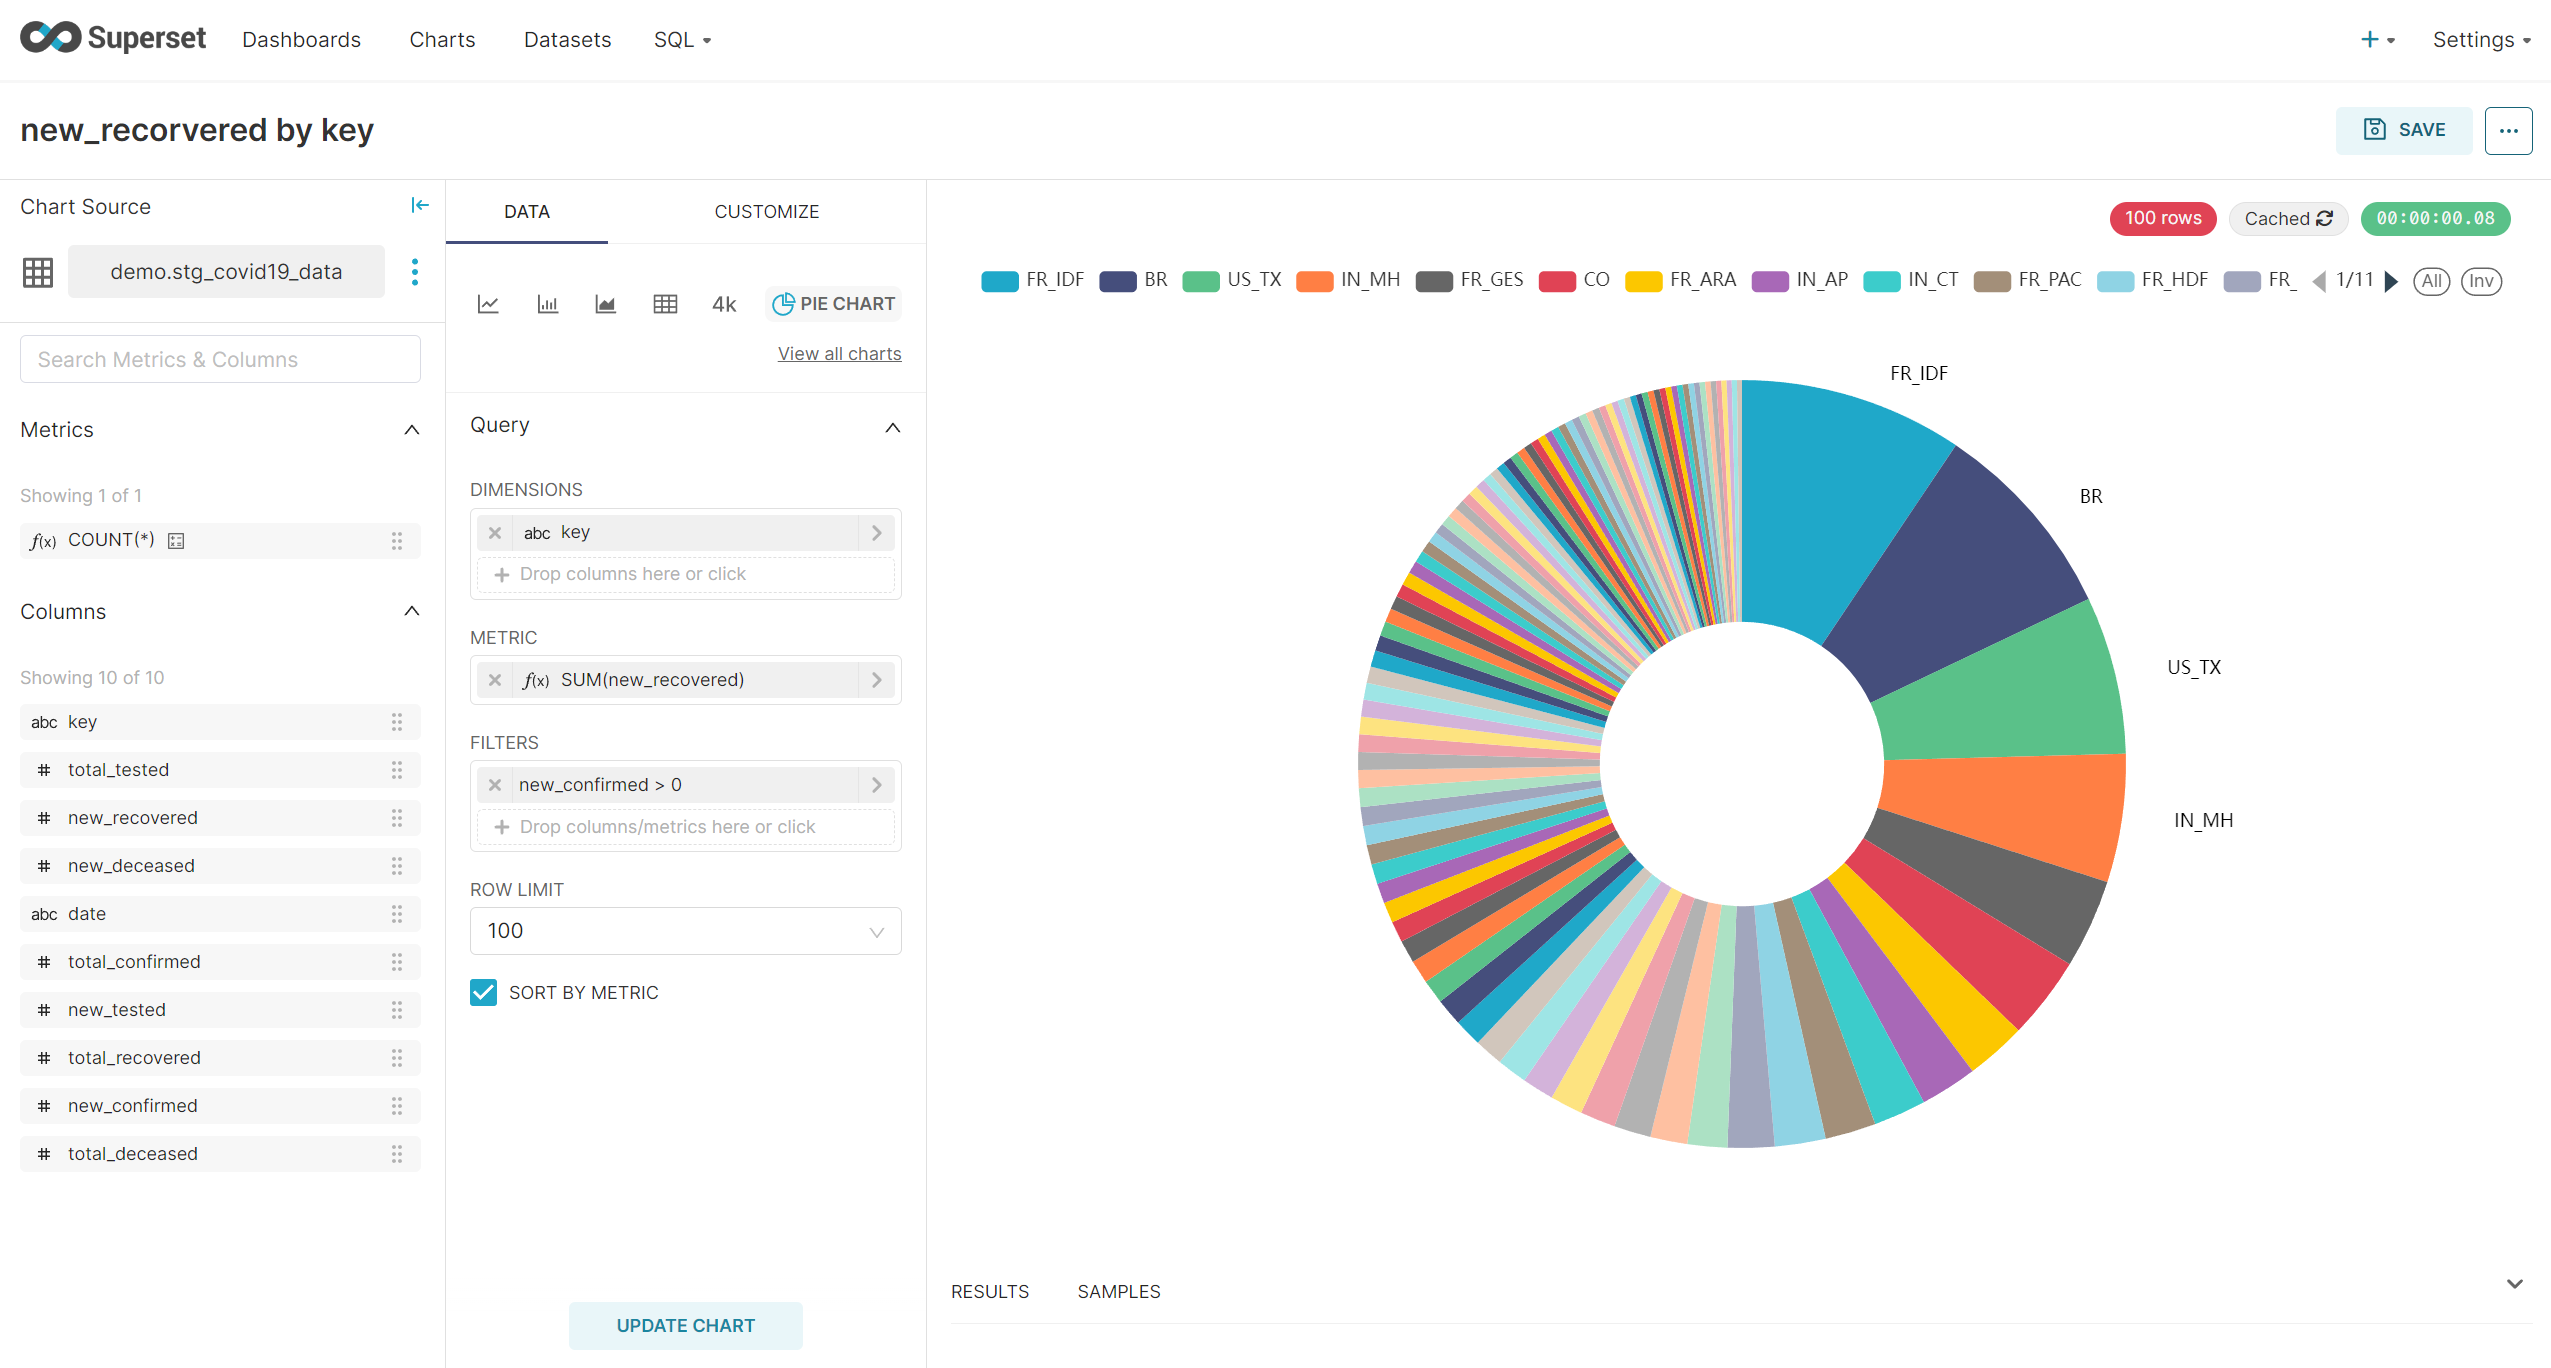 Superset Dashboards Charts Datasets SQL + Settings
new_recorvered by key
SAVE ...
Chart Source
demo.stg_covid19_data
Search Metrics & Columns
Metrics
Showing 1 of 1
f(x) COUNT(*)
Columns
Showing 10 of 10
abc key
# total_tested
# new_recovered
# new_deceased
abc date
# total_confirmed
# new_tested
# total_recovered
# new_confirmed
# total_deceased
DATA CUSTOMIZE
4k PIE CHART
View all charts
Query
DIMENSIONS
abc key
+ Drop columns here or click
METRIC
f(x) SUM(new_recovered)
FILTERS
new_confirmed > 0
+ Drop columns/metrics here or click
ROW LIMIT
100
SORT BY METRIC
UPDATE CHART
100 rows Cached 00:00:00.08
FR_IDF BR US_TX IN_MH FR_GES CO FR_ARA IN_AP IN_CT FR_PAC FR_HDF FR_ 1/11 All Inv
FR_IDF
BR
US_TX
IN_MH
RESULTS SAMPLES